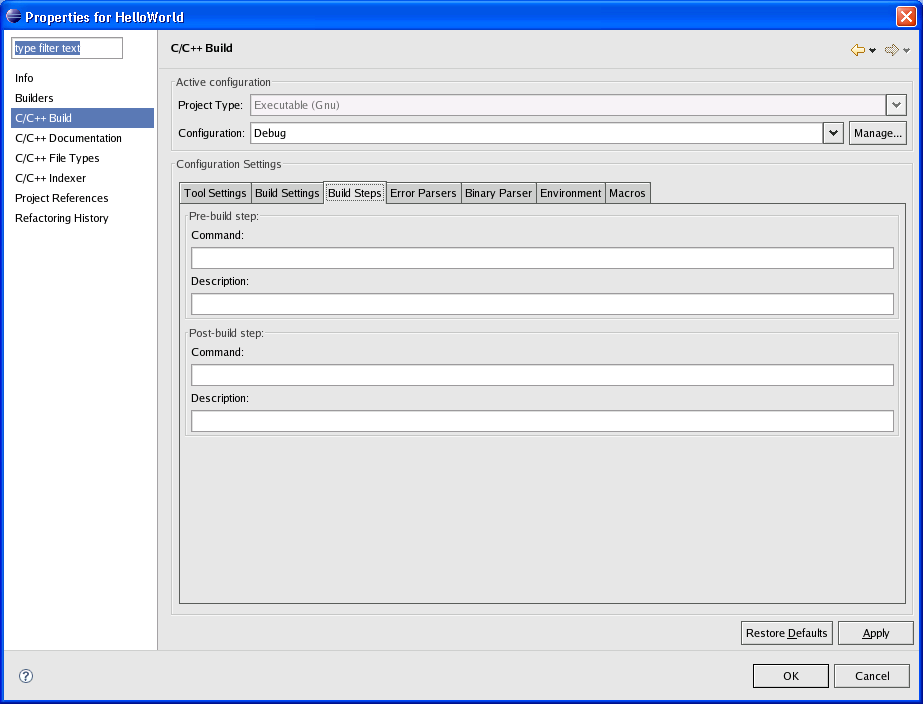 Properties for HelloWorld
type filter text
Info
Builders
C/C++ Build
C/C++ Documentation
C/C++ File Types
C/C++ Indexer
Project References
Refactoring History
C/C++ Build
Active configuration
Project Type: Executable (Gnu)
Configuration: Debug Manage...
Configuration Settings
Tool Settings Build Settings Build Steps Error Parsers Binary Parser Environment Macros
Pre-build step:
Command:
Description:
Post-build step:
Command:
Description:
Restore Defaults Apply
? OK Cancel